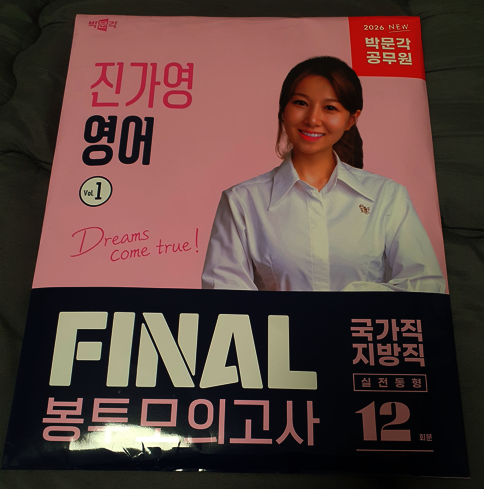 박문각
2026 NEW
박문각
공무원
진가영
영어
Vol. 1
Dreams
come true!
FINAL
봉투모의고사
국가직
지방직
실전동형
12 회분